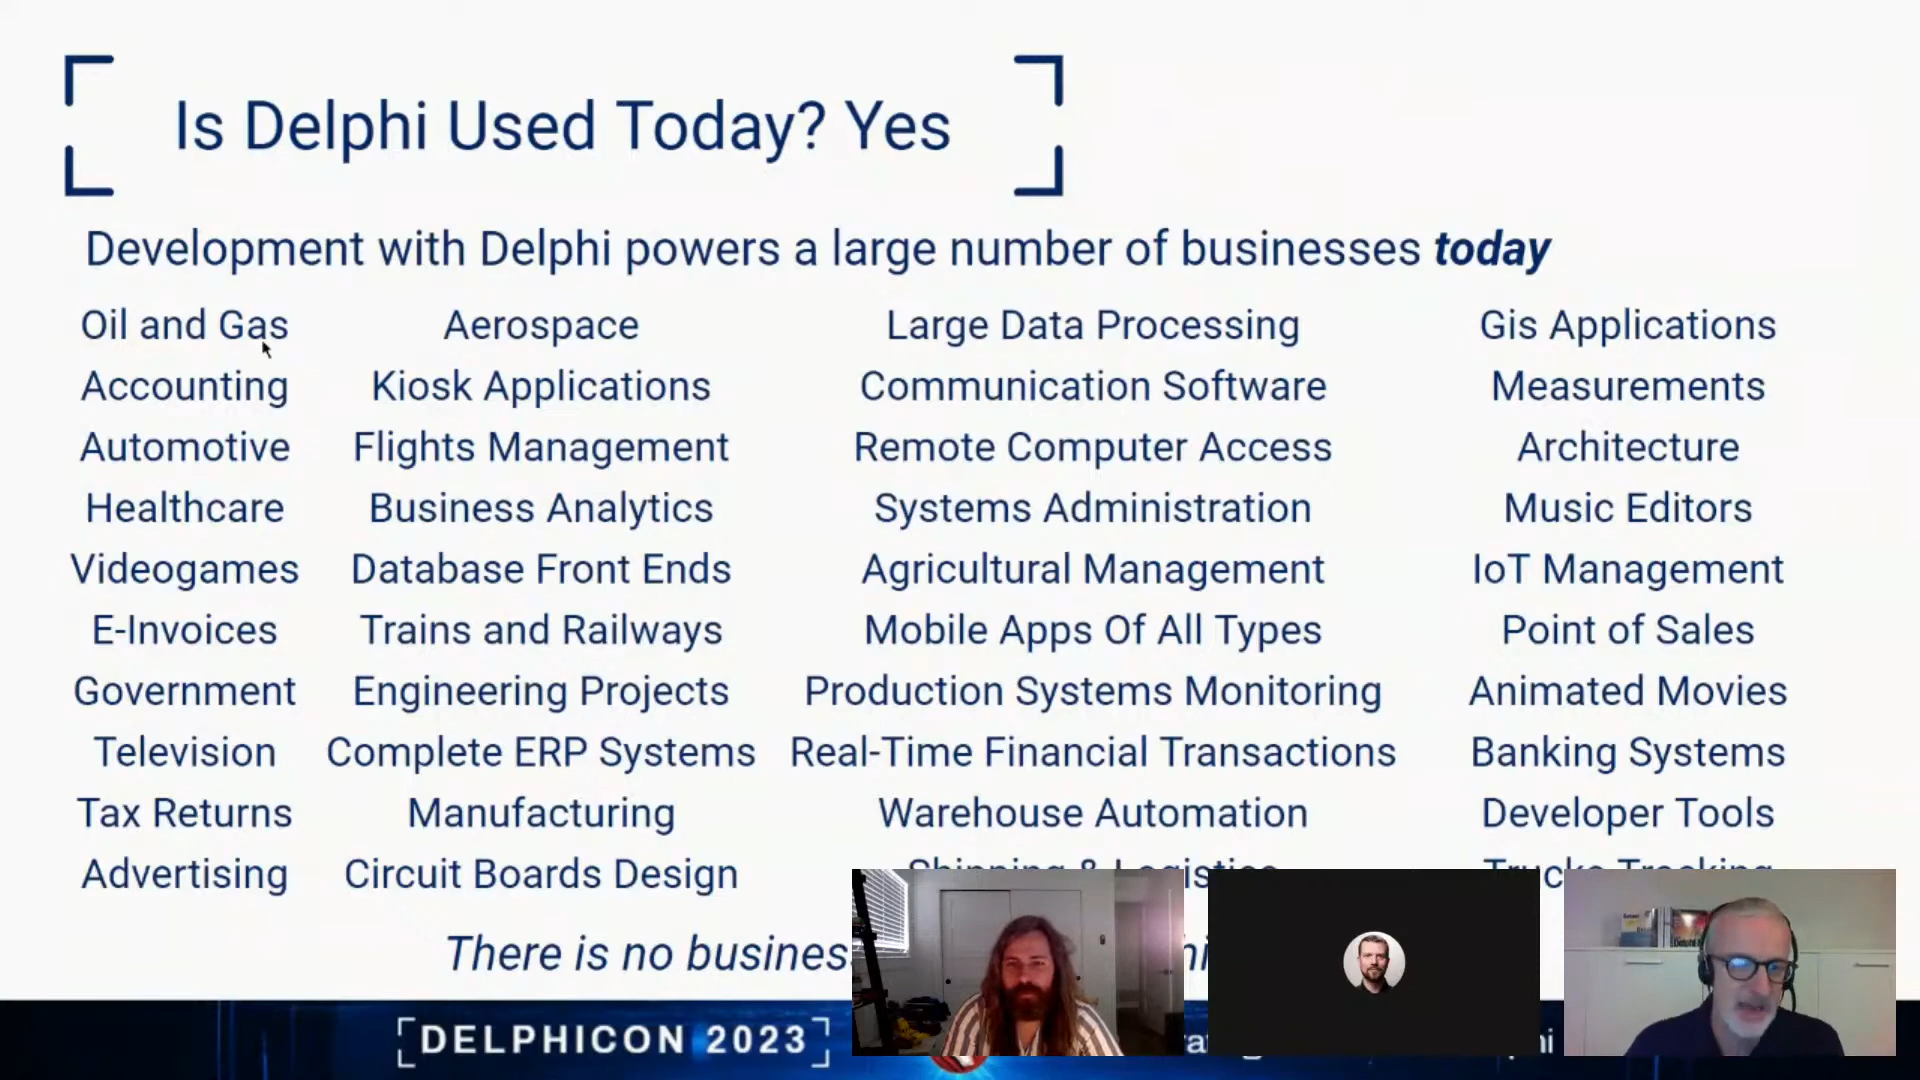 Is Delphi Used Today? Yes
Development with Delphi powers a large number of businesses today
Oil and Gas Aerospace Large Data Processing Gis Applications
Accounting Kiosk Applications Communication Software Measurements
Automotive Flights Management Remote Computer Access Architecture
Healthcare Business Analytics Systems Administration Music Editors
Videogames Database Front Ends Agricultural Management IoT Management
E-Invoices Trains and Railways Mobile Apps Of All Types Point of Sales
Government Engineering Projects Production Systems Monitoring Animated Movies
Television Complete ERP Systems Real-Time Financial Transactions Banking Systems
Tax Returns Manufacturing Warehouse Automation Developer Tools
Advertising Circuit Boards Design Shipping & Logistics Trucks Tracking
There is no
DELPHICON 2023